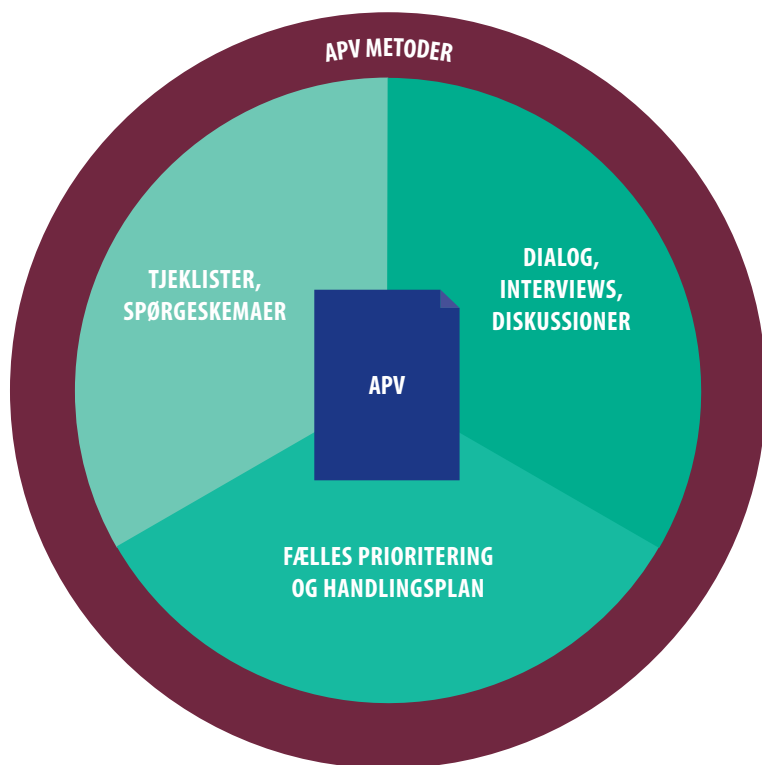 APV METODER
TJEKLISTER,
SPØRGESKEMAER
DIALOG,
INTERVIEWS,
DISKUSSIONER
APV
FÆLLES PRIORITERING
OG HANDLINGSPLAN